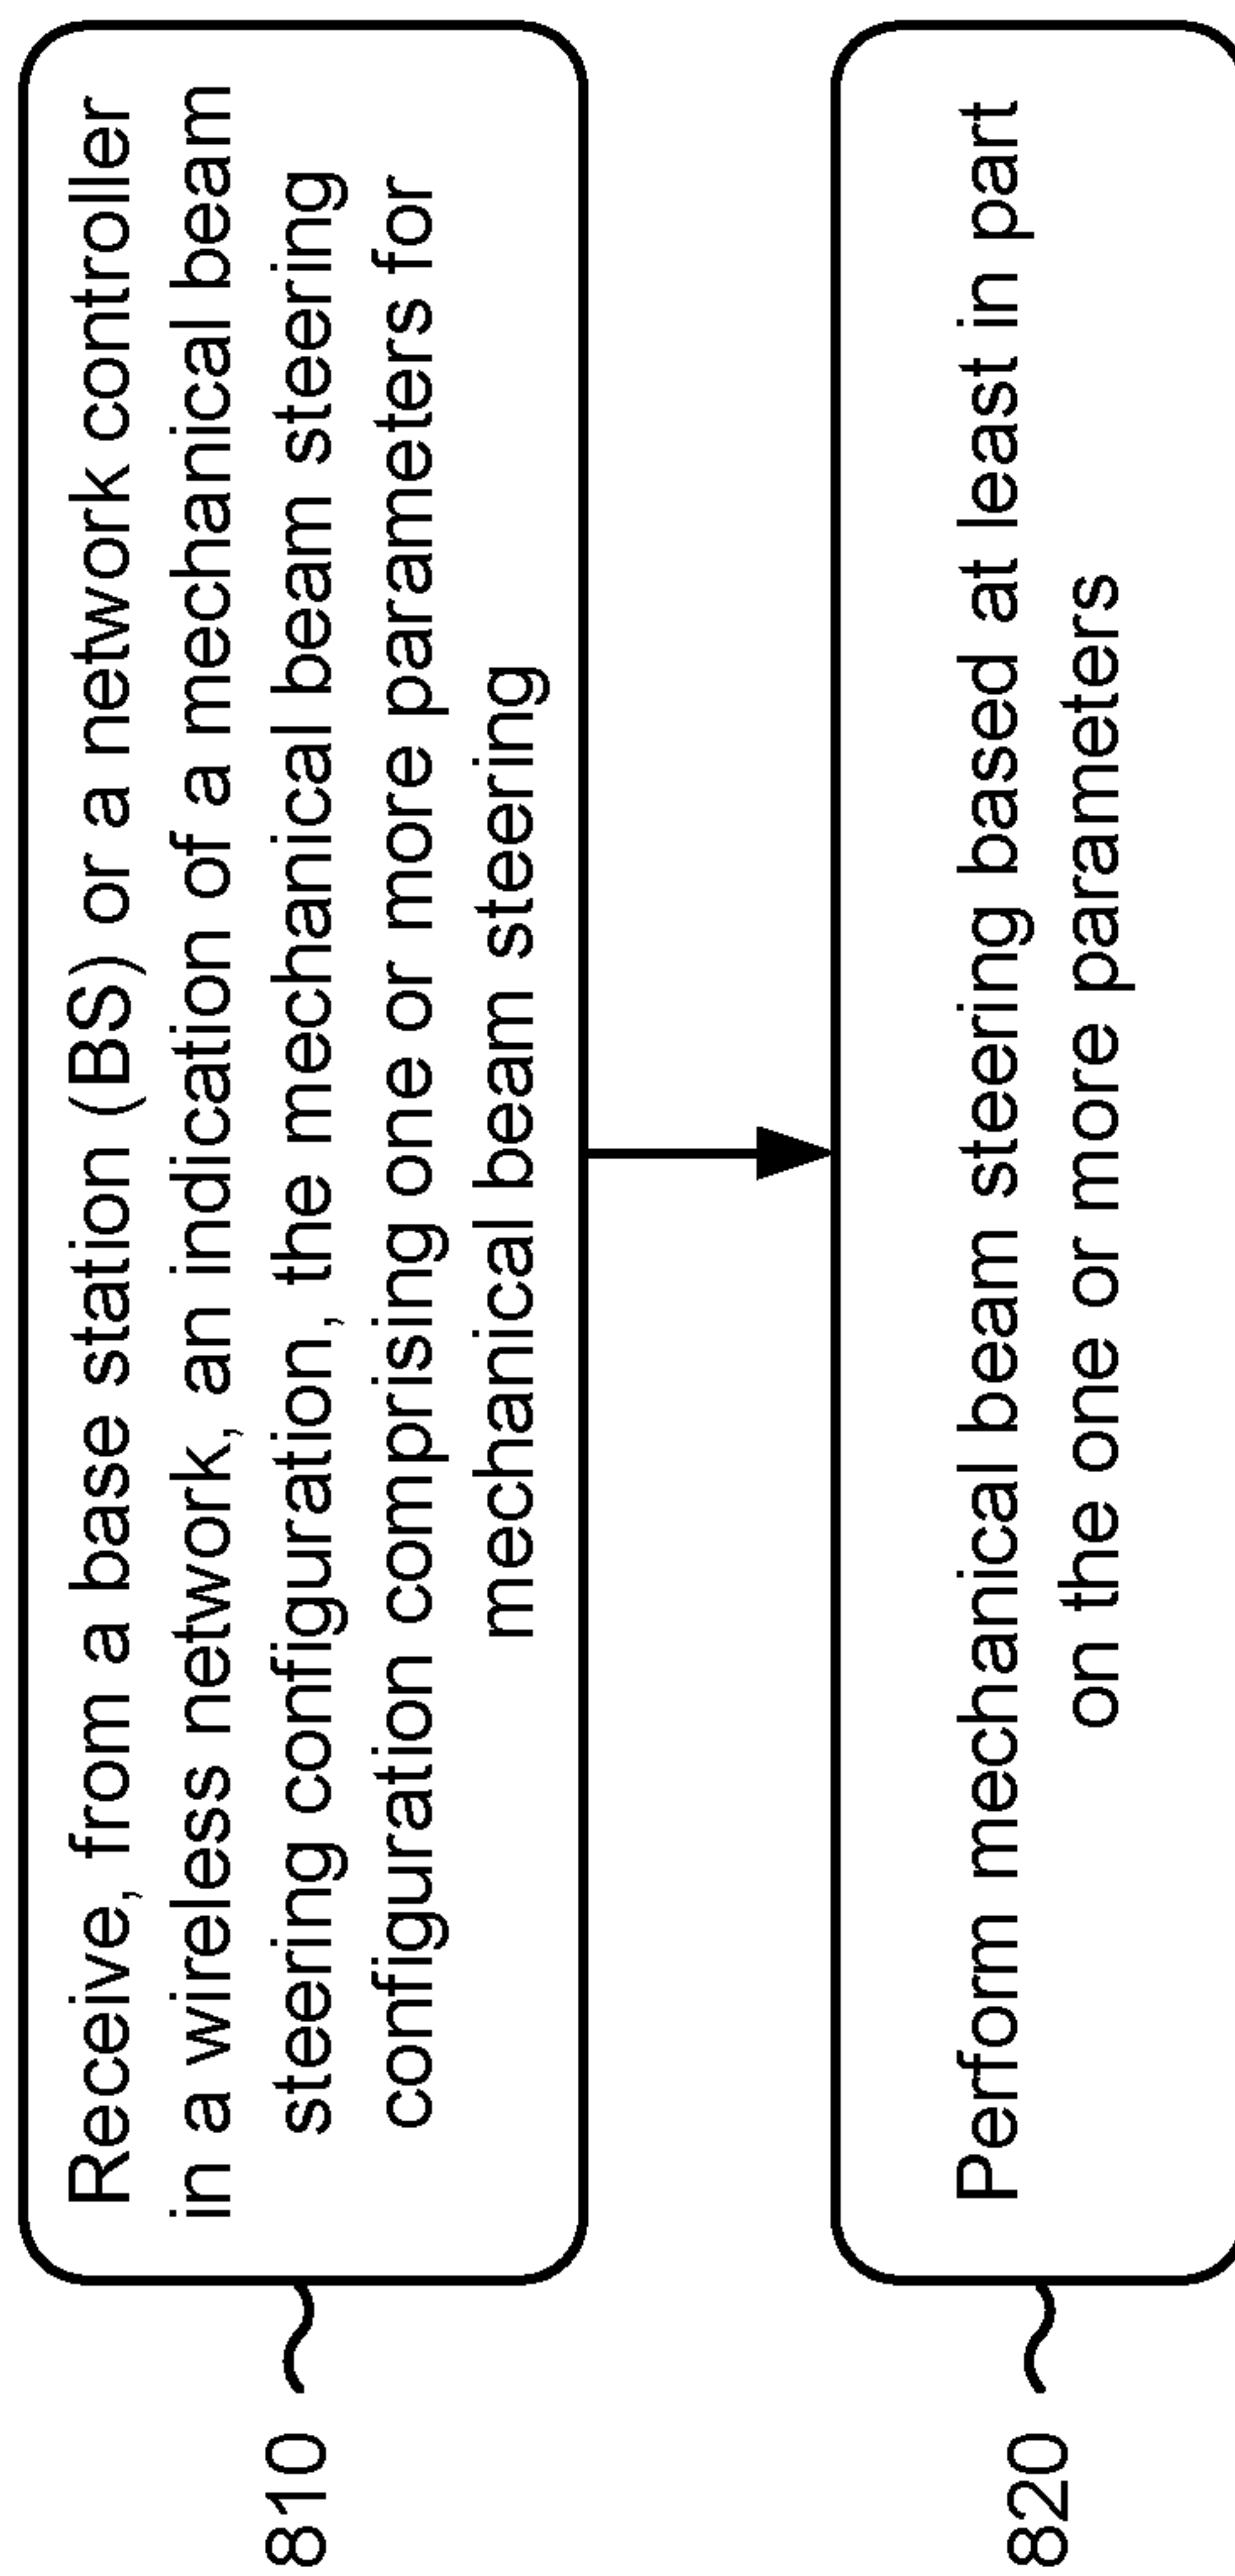 810
Receive, from a base station (BS) or a network controller
in a wireless network, an indication of a mechanical beam
steering configuration, the mechanical beam steering
configuration comprising one or more parameters for
mechanical beam steering
820
Perform mechanical beam steering based at least in part
on the one or more parameters